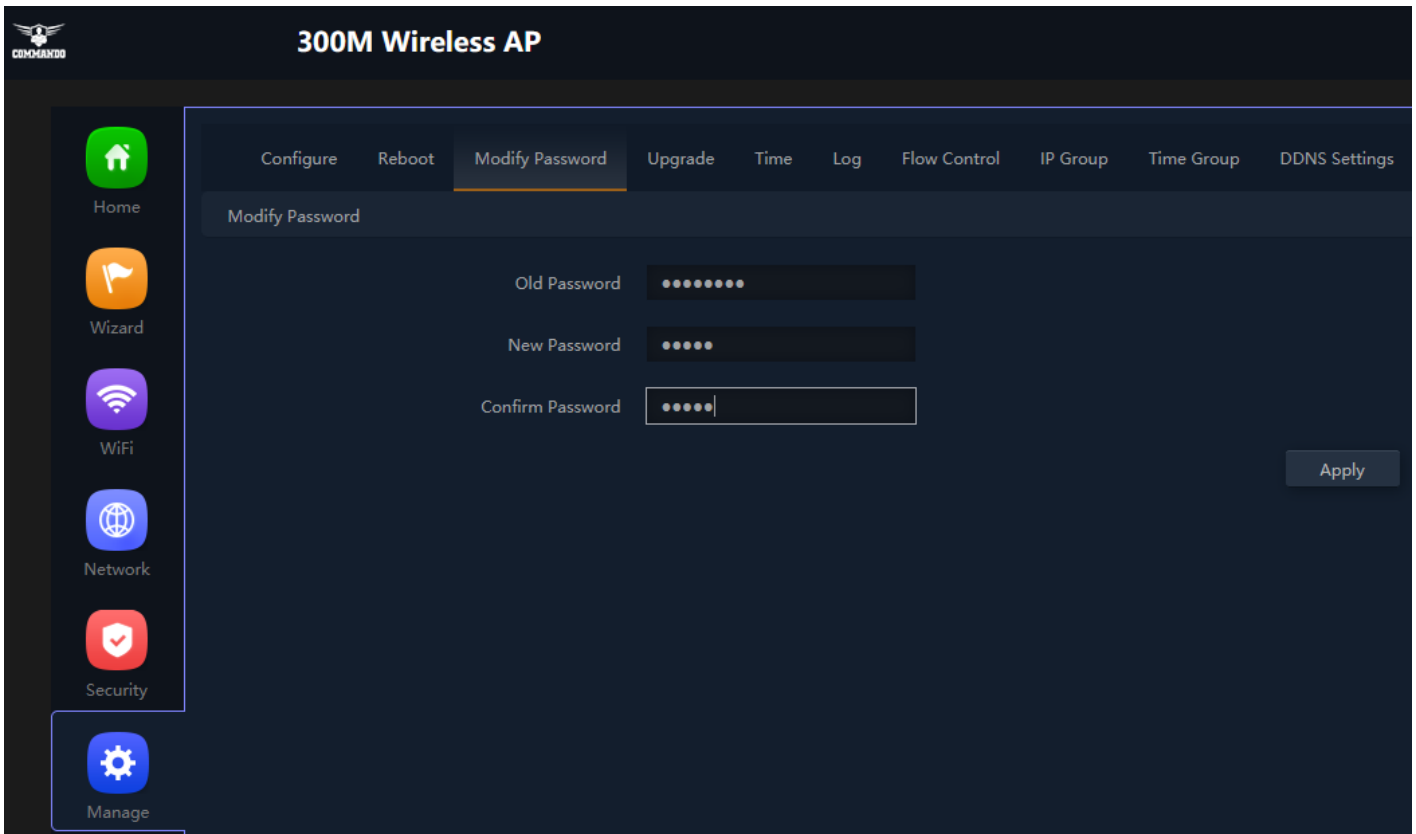 COMMANDO
300M Wireless AP
Configure Reboot Modify Password Upgrade Time Log Flow Control IP Group Time Group DDNS Settings
Modify Password
Home
Wizard
WiFi
Network
Security
Manage
Old Password ••••••••
New Password •••••
Confirm Password •••••
Apply